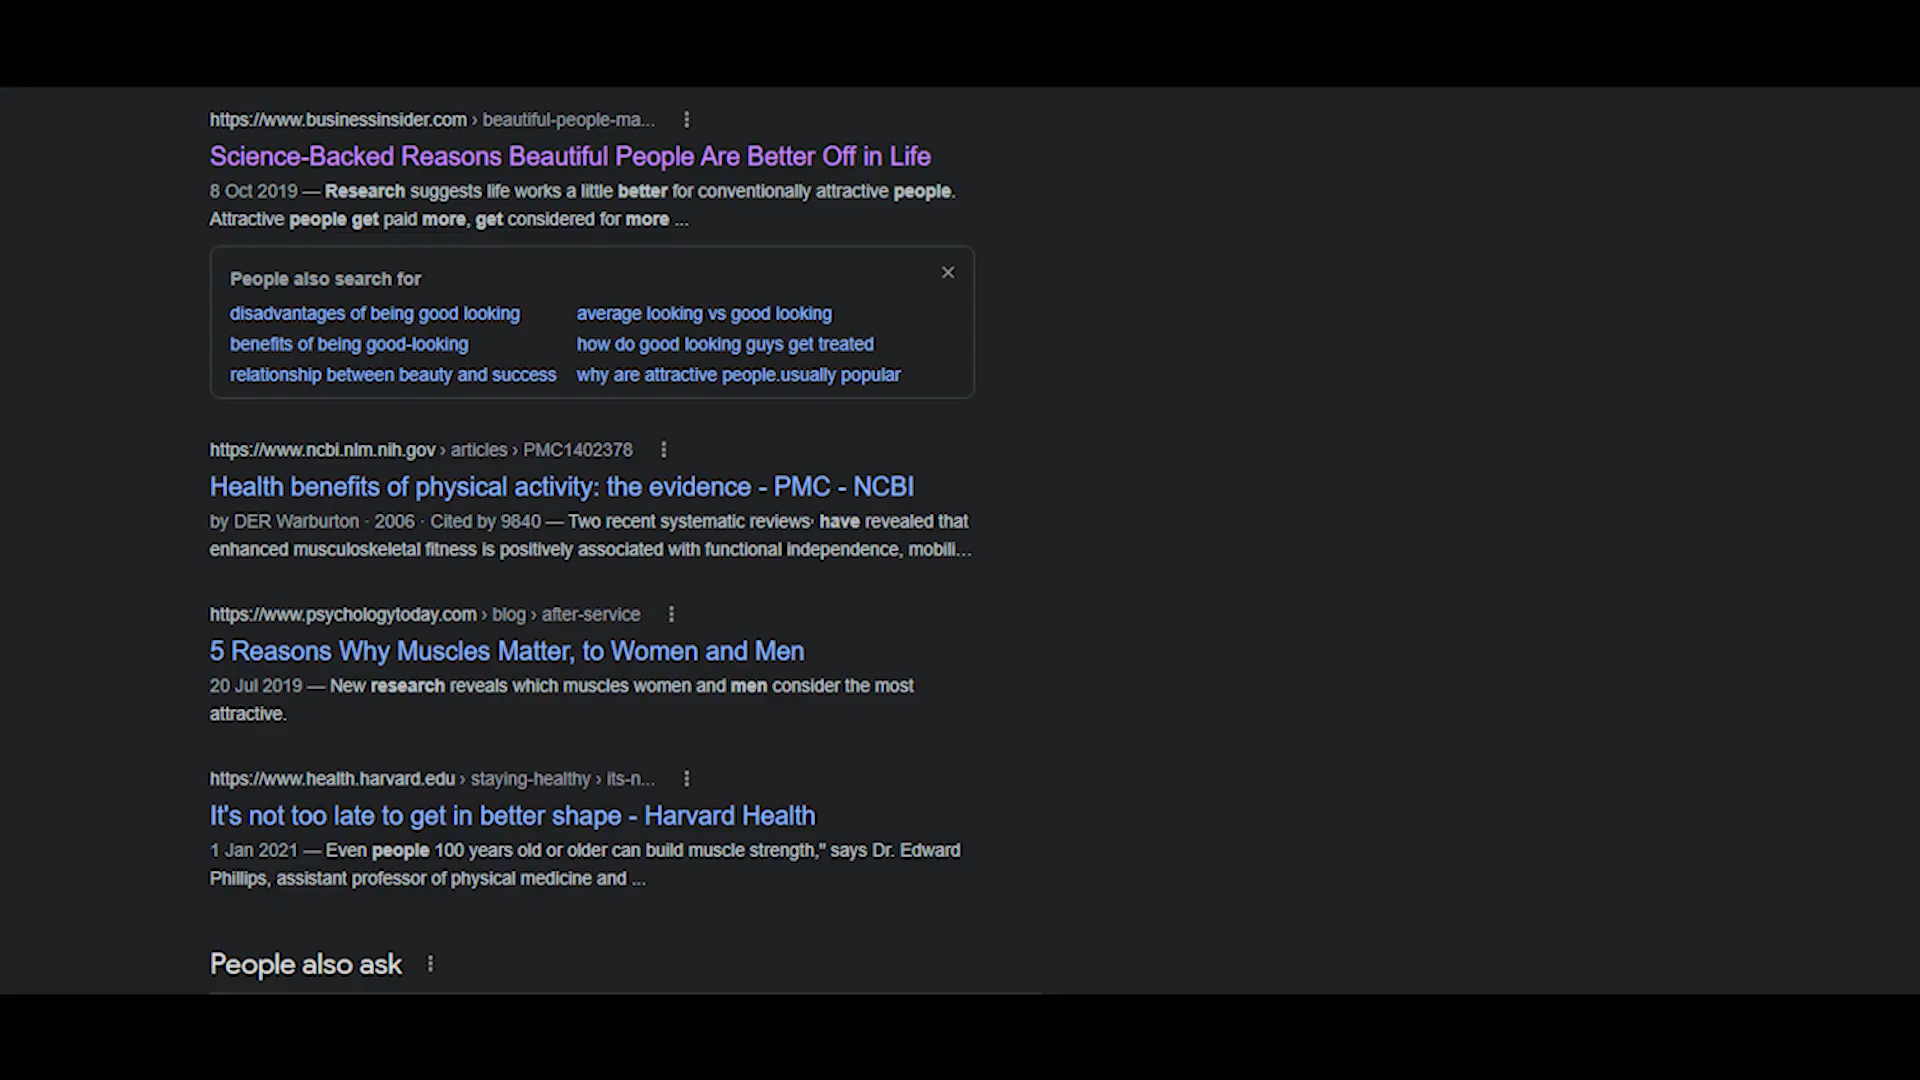 https://www.businessinsider.com › beautiful-people-ma...
Science-Backed Reasons Beautiful People Are Better Off in Life
8 Oct 2019 — Research suggests life works a little better for conventionally attractive people.
Attractive people get paid more, get considered for more ...
People also search for
disadvantages of being good looking
average looking vs good looking
benefits of being good-looking
how do good looking guys get treated
relationship between beauty and success
why are attractive people.usually popular
https://www.ncbi.nlm.nih.gov › articles › PMC1402378
Health benefits of physical activity: the evidence - PMC - NCBI
by DER Warburton · 2006 · Cited by 9840 — Two recent systematic reviews· have revealed that
enhanced musculoskeletal fitness is positively associated with functional independence, mobili...
https://www.psychologytoday.com › blog › after-service
5 Reasons Why Muscles Matter, to Women and Men
20 Jul 2019 — New research reveals which muscles women and men consider the most
attractive.
https://www.health.harvard.edu › staying-healthy › its-n...
It's not too late to get in better shape - Harvard Health
1 Jan 2021 — Even people 100 years old or older can build muscle strength," says Dr. Edward
Phillips, assistant professor of physical medicine and ...
People also ask